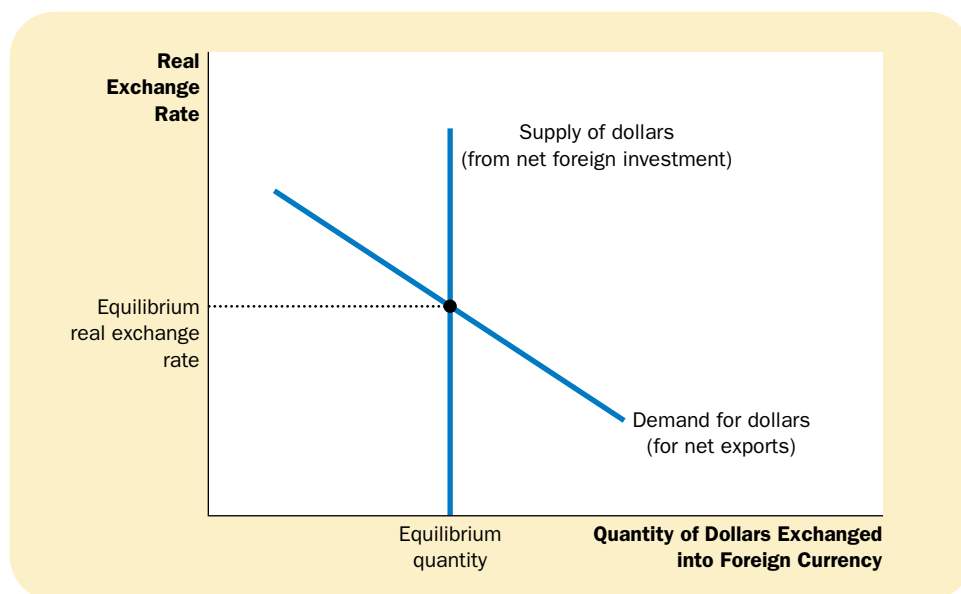 Real
Exchange
Rate
Supply of dollars
(from net foreign investment)
Equilibrium
real exchange
rate
Demand for dollars
(for net exports)
Equilibrium
quantity
Quantity of Dollars Exchanged
into Foreign Currency